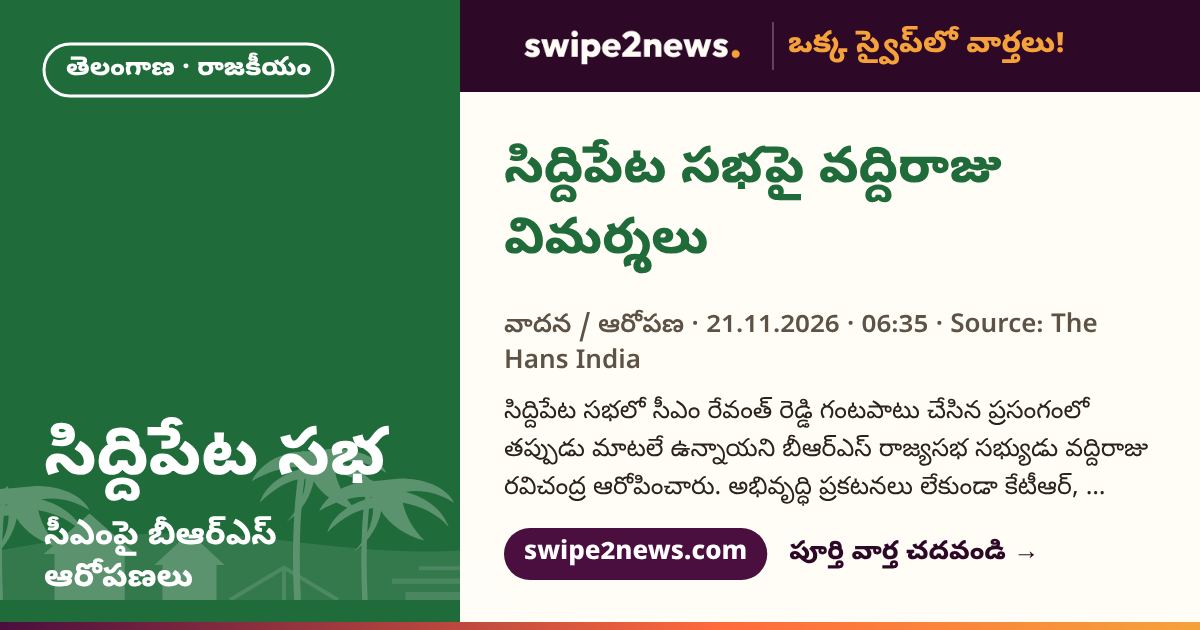 తెలంగాణ · రాజకీయం
సిద్దిపేట సభ
సీఎంపై బీఆర్ఎస్
ఆరోపణలు
swipe2news.
ఒక్క స్వైప్‌లో వార్తలు!
సిద్దిపేట సభపై వద్దిరాజు
విమర్శలు
వాదన / ఆరోపణ · 21.11.2026 · 06:35 · Source: The
Hans India
సిద్దిపేట సభలో సీఎం రేవంత్ రెడ్డి గంటపాటు చేసిన ప్రసంగంలో
తప్పుడు మాటలే ఉన్నాయని బీఆర్ఎస్ రాజ్యసభ సభ్యుడు వద్దిరాజు
రవిచంద్ర ఆరోపించారు. అభివృద్ధి ప్రకటనలు లేకుండా కేటీఆర్, ...
swipe2news.com
పూర్తి వార్త చదవండి →